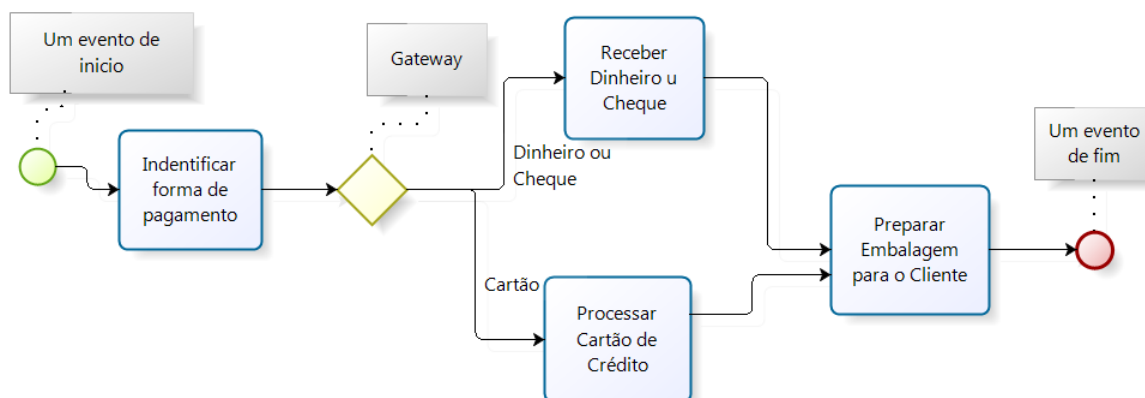 Um evento de
inicio
Gateway
Receber
Dinheiro u
Cheque
Um evento
de fim
Indentificar
forma de
pagamento
Dinheiro ou
Cheque
Preparar
Embalagem
para o Cliente
Cartão
Processar
Cartão de
Crédito